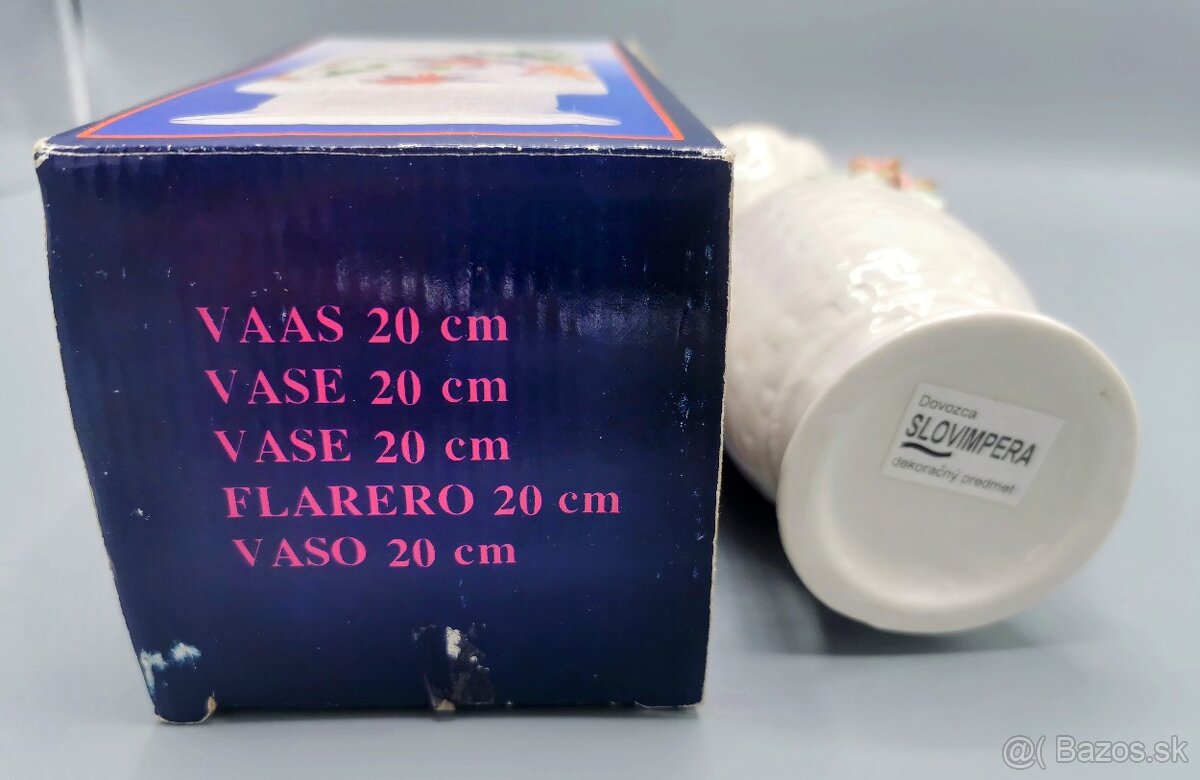 VAAS 20 cm
VASE 20 cm
VASE 20 cm
FLARERO 20 cm
VASO 20 cm
Dovozca
SLOVIMPERA
dekoračný predmet
@( Bazos.sk